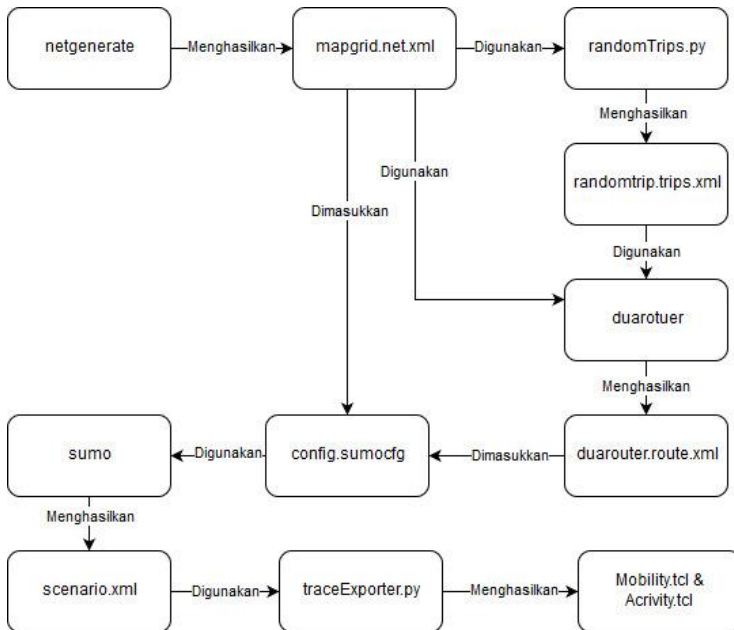 netgenerate
Menghasilkan
mapgrid.net.xml
Digunakan
randomTrips.py
Menghasilkan
randomtrip.trips.xml
Digunakan
Dimasukkan
Digunakan
duarotuer
Menghasilkan
sumo
Digunakan
config.sumocfg
Dimasukkan
duarouter.route.xml
Menghasilkan
scenario.xml
Digunakan
traceExporter.py
Menghasilkan
Mobility.tcl &
Acrivity.tcl